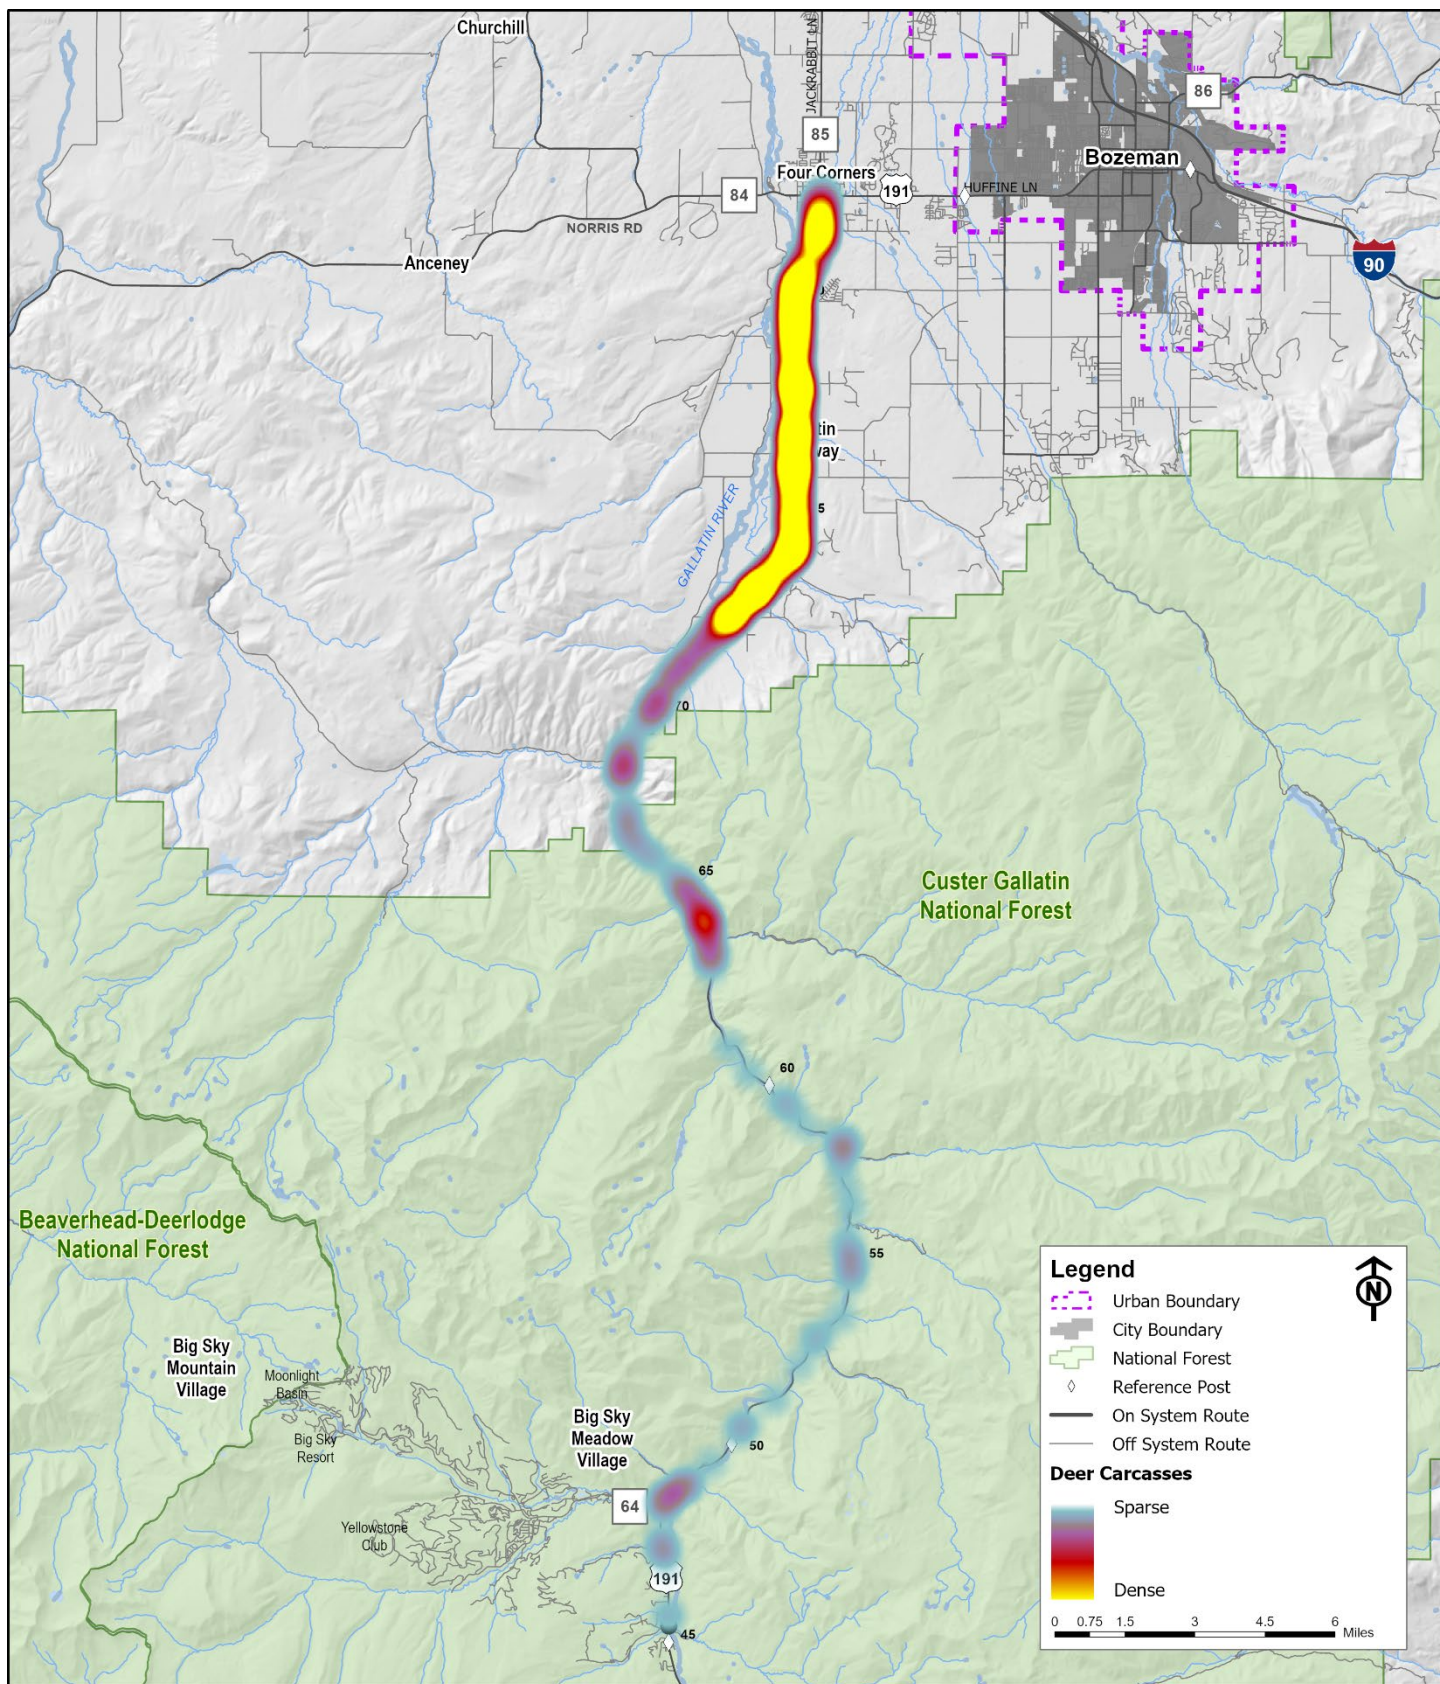 Churchill
JACKRABBIT LN
85
86
Bozeman
Four Corners
191
HUFFINE LN
84
NORRIS RD
Anceney
90
tin
way
5
GALLATIN RIVER
70
65
Custer Gallatin
National Forest
60
Beaverhead-Deerlodge
National Forest
55
Big Sky
Mountain
Village
Moonlight
Basin
Big Sky
Resort
Big Sky
Meadow
Village
50
64
Yellowstone
Club
191
45
Legend
N
Urban Boundary
City Boundary
National Forest
Reference Post
On System Route
Off System Route
Deer Carcasses
Sparse
Dense
0 0.75 1.5 3 4.5 6
Miles